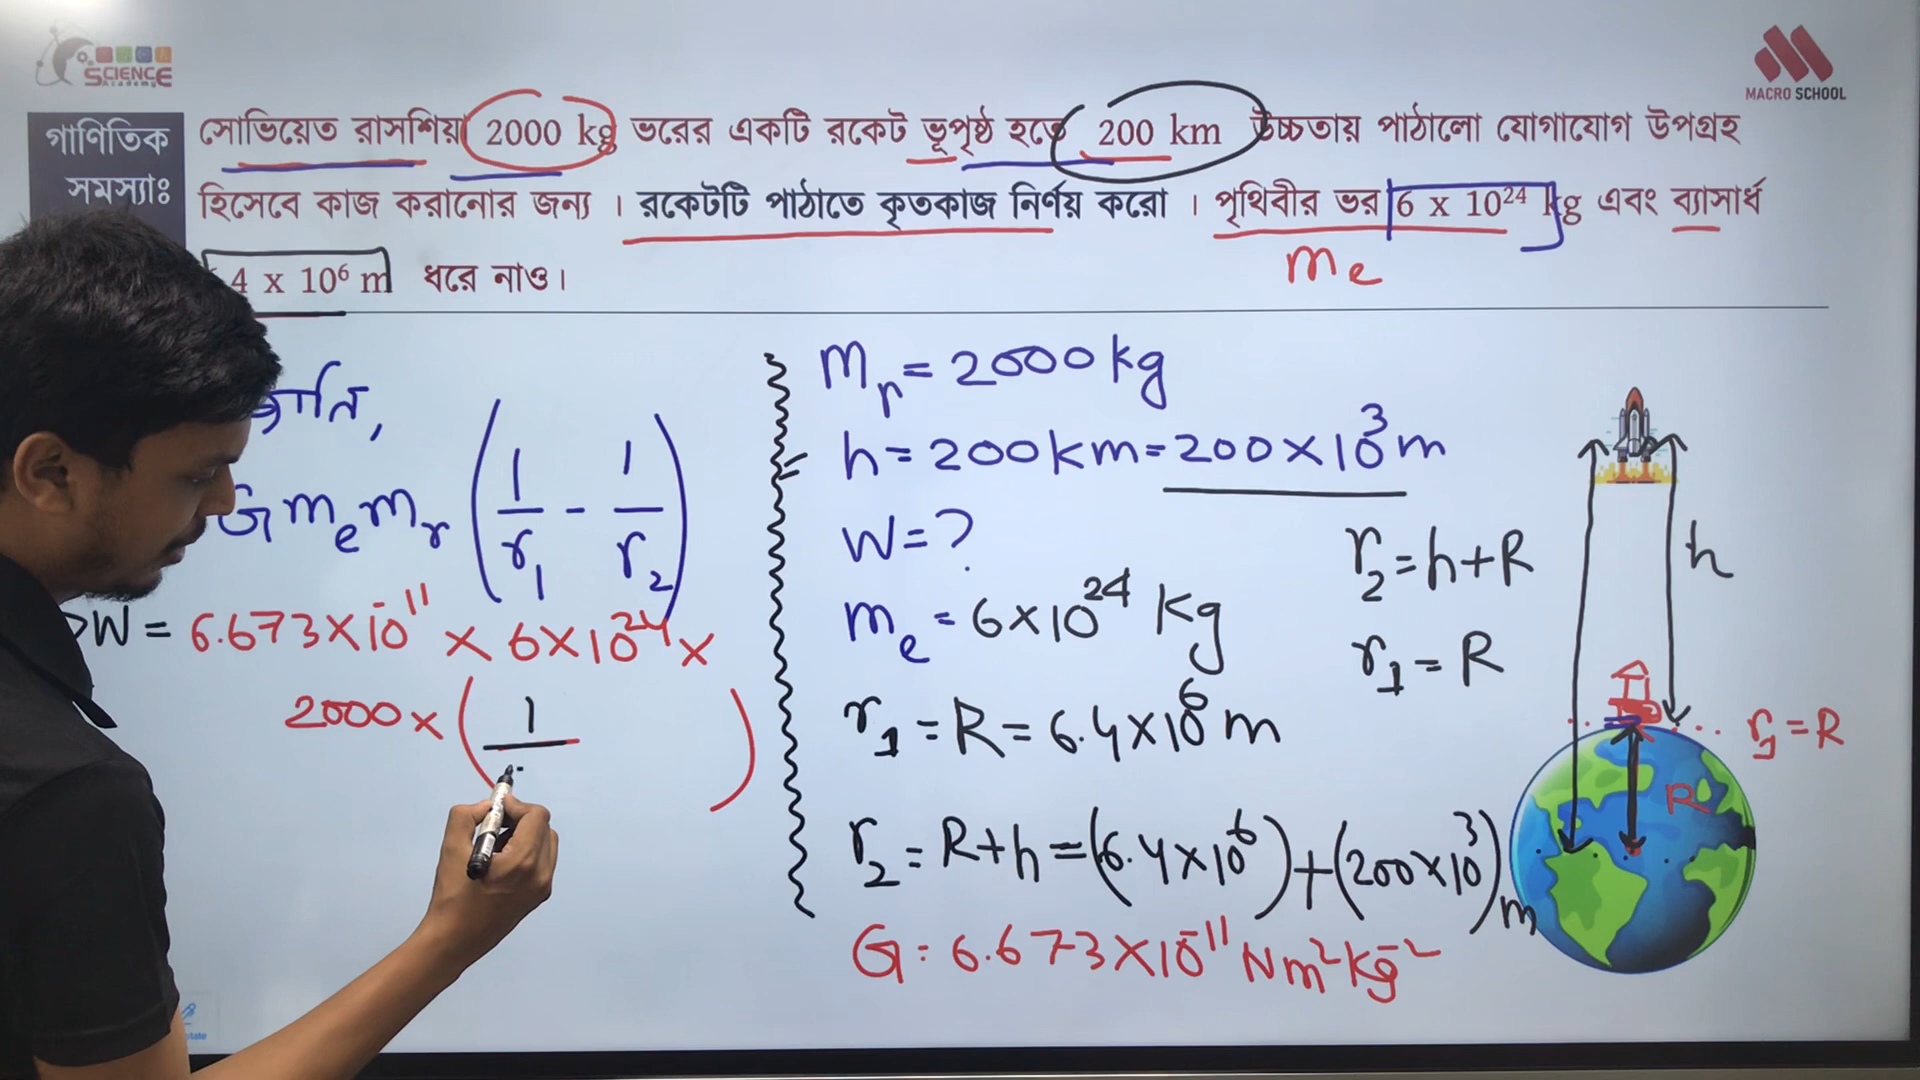 SCIENCE
Academy
MACRO SCHOOL
গাণিতিক
সমস্যাঃ
সোভিয়েত রাসশিয়া 2000 kg ভরের একটি রকেট ভূপৃষ্ঠ হতে 200 km উচ্চতায় পাঠালো যোগাযোগ উপগ্রহ
হিসেবে কাজ করানোর জন্য । রকেটটি পাঠাতে কৃতকাজ নির্ণয় করো । পৃথিবীর ভর 6 x 10²⁴ kg এবং ব্যাসার্ধ
4 x 10⁶ m ধরে নাও।
mₑ
জানি,
G mₑ mᵣ (1/r₁ - 1/r₂)
W = 6.673×10⁻¹¹ × 6×10²⁴ ×
2000 × ( 1 )
mᵣ = 2000 kg
h = 200 km = 200×10³ m
W = ?
mₑ = 6×10²⁴ kg
r₁ = R = 6.4×10⁶ m
r₂ = R+h = (6.4×10⁶) + (200×10³) m
G = 6.673×10⁻¹¹ Nm²kg⁻²
r₂ = h+R
r₁ = R
h
r₁ = R
R